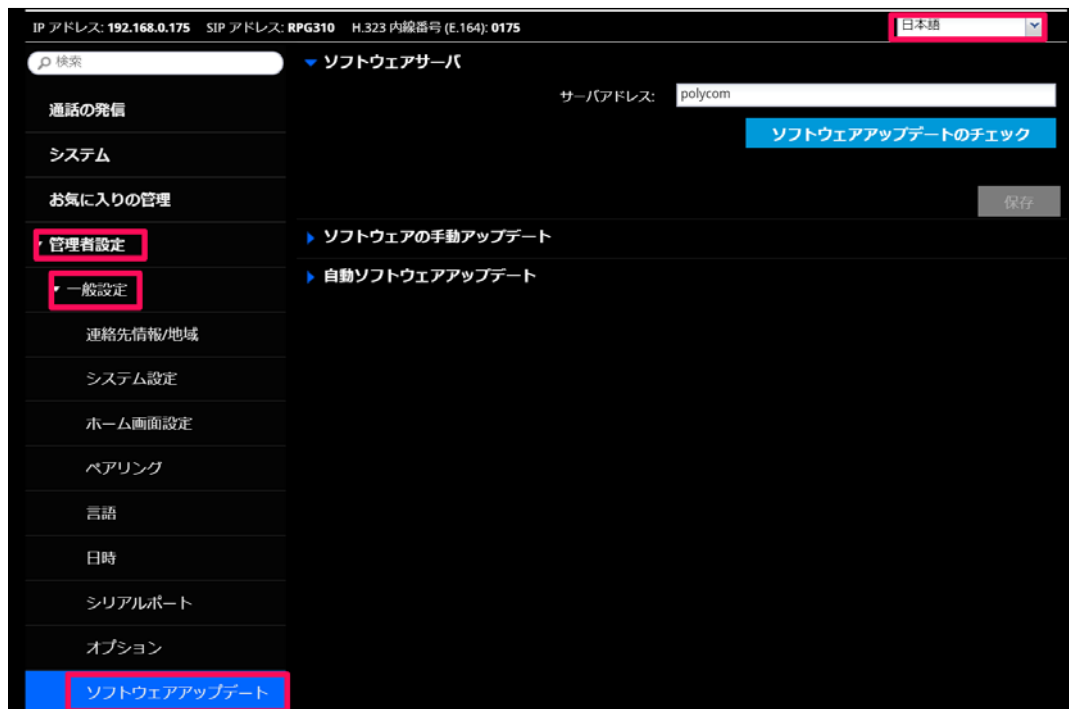 IP アドレス: 192.168.0.175 SIP アドレス: RPG310 H.323 内線番号 (E.164): 0175
日本語
検索
通話の発信
システム
お気に入りの管理
管理者設定
一般設定
連絡先情報/地域
システム設定
ホーム画面設定
ペアリング
言語
日時
シリアルポート
オプション
ソフトウェアアップデート
ソフトウェアサーバ
サーバアドレス: polycom
ソフトウェアアップデートのチェック
保存
ソフトウェアの手動アップデート
自動ソフトウェアアップデート